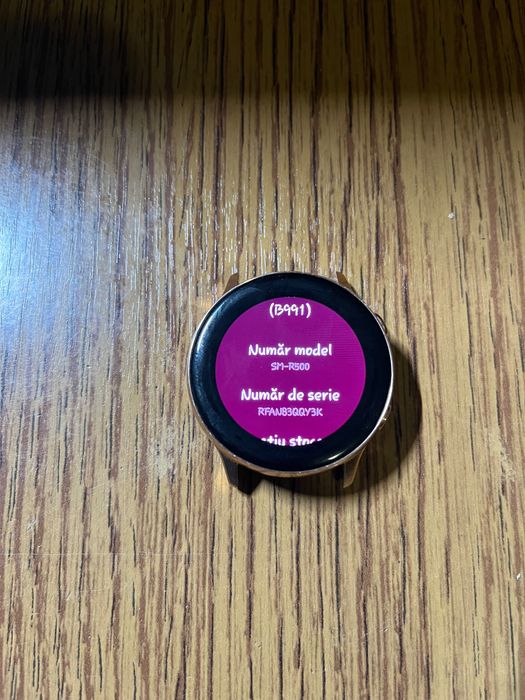 (B991)
Număr model
SM-R500
Număr de serie
RFAN83QQY3K